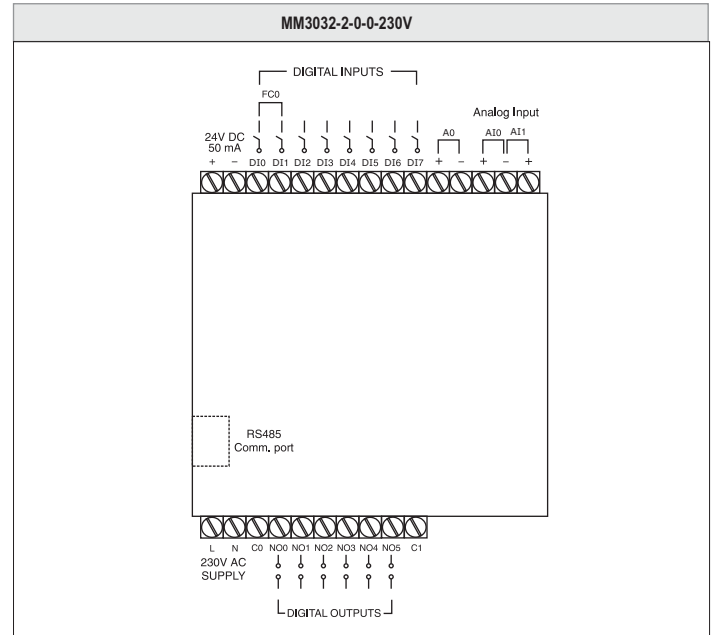 MM3032-2-0-0-230V
DIGITAL INPUTS
FC0
Analog Input
24V DC
50 mA
A0 AI0 AI1
+ − DI0 DI1 DI2 DI3 DI4 DI5 DI6 DI7 + − + − +
RS485
Comm. port
L N C0 NO0 NO1 NO2 NO3 NO4 NO5 C1
230V AC
SUPPLY
DIGITAL OUTPUTS